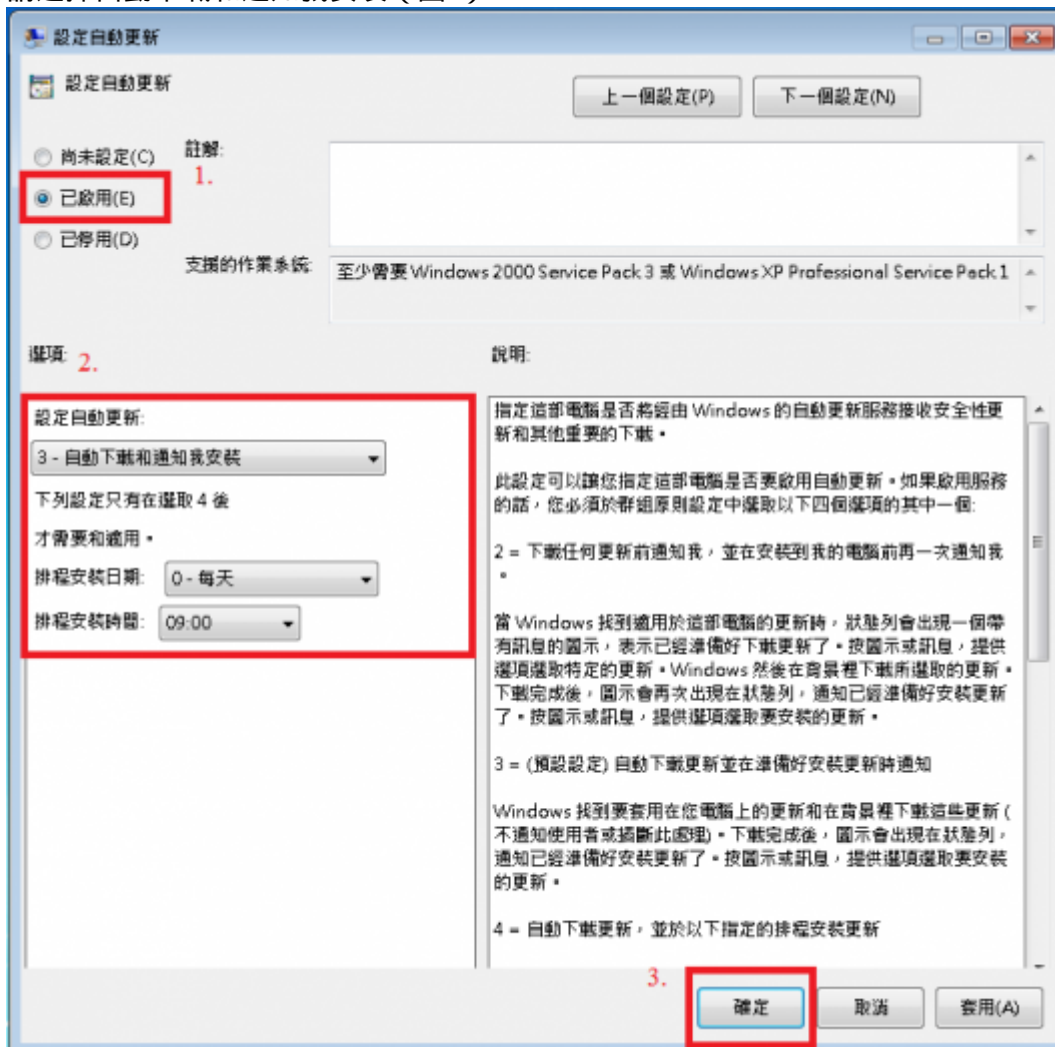 設定自動更新
設定自動更新
上一個設定(P)
下一個設定(N)
尚未設定(C)
註解:
1.
已啟用(E)
已停用(D)
支援的作業系統:
至少需要 Windows 2000 Service Pack 3 或 Windows XP Professional Service Pack 1
選項:
2.
說明:
設定自動更新:
3 - 自動下載和通知我安裝
下列設定只有在選取 4 後
才需要和適用。
排程安裝日期:
0 - 每天
排程安裝時間:
09:00
指定這部電腦是否將經由 Windows 的自動更新服務接收安全性更
新和其他重要的下載。
此設定可以讓您指定這部電腦是否要啟用自動更新。如果啟用服務
的話，您必須於群組原則設定中選取以下四個選項的其中一個:
2 = 下載任何更新前通知我，並在安裝到我的電腦前再一次通知我
。
當 Windows 找到適用於這部電腦的更新時，狀態列會出現一個帶
有訊息的圖示，表示已經準備好下載更新了。按圖示或訊息，提供
選項選取特定的更新。Windows 然後在背景裡下載所選取的更新。
下載完成後，圖示會再次出現在狀態列，通知已經準備好安裝更新
了。按圖示或訊息，提供選項選取要安裝的更新。
3 = (預設設定) 自動下載更新並在準備好安裝更新時通知
Windows 找到要套用在您電腦上的更新和在背景裡下載這些更新 (
不通知使用者或插斷此處理)。下載完成後，圖示會出現在狀態列，
通知已經準備好安裝更新了。按圖示或訊息，提供選項選取要安裝
的更新。
4 = 自動下載更新，並於以下指定的排程安裝更新
3.
確定
取消
套用(A)